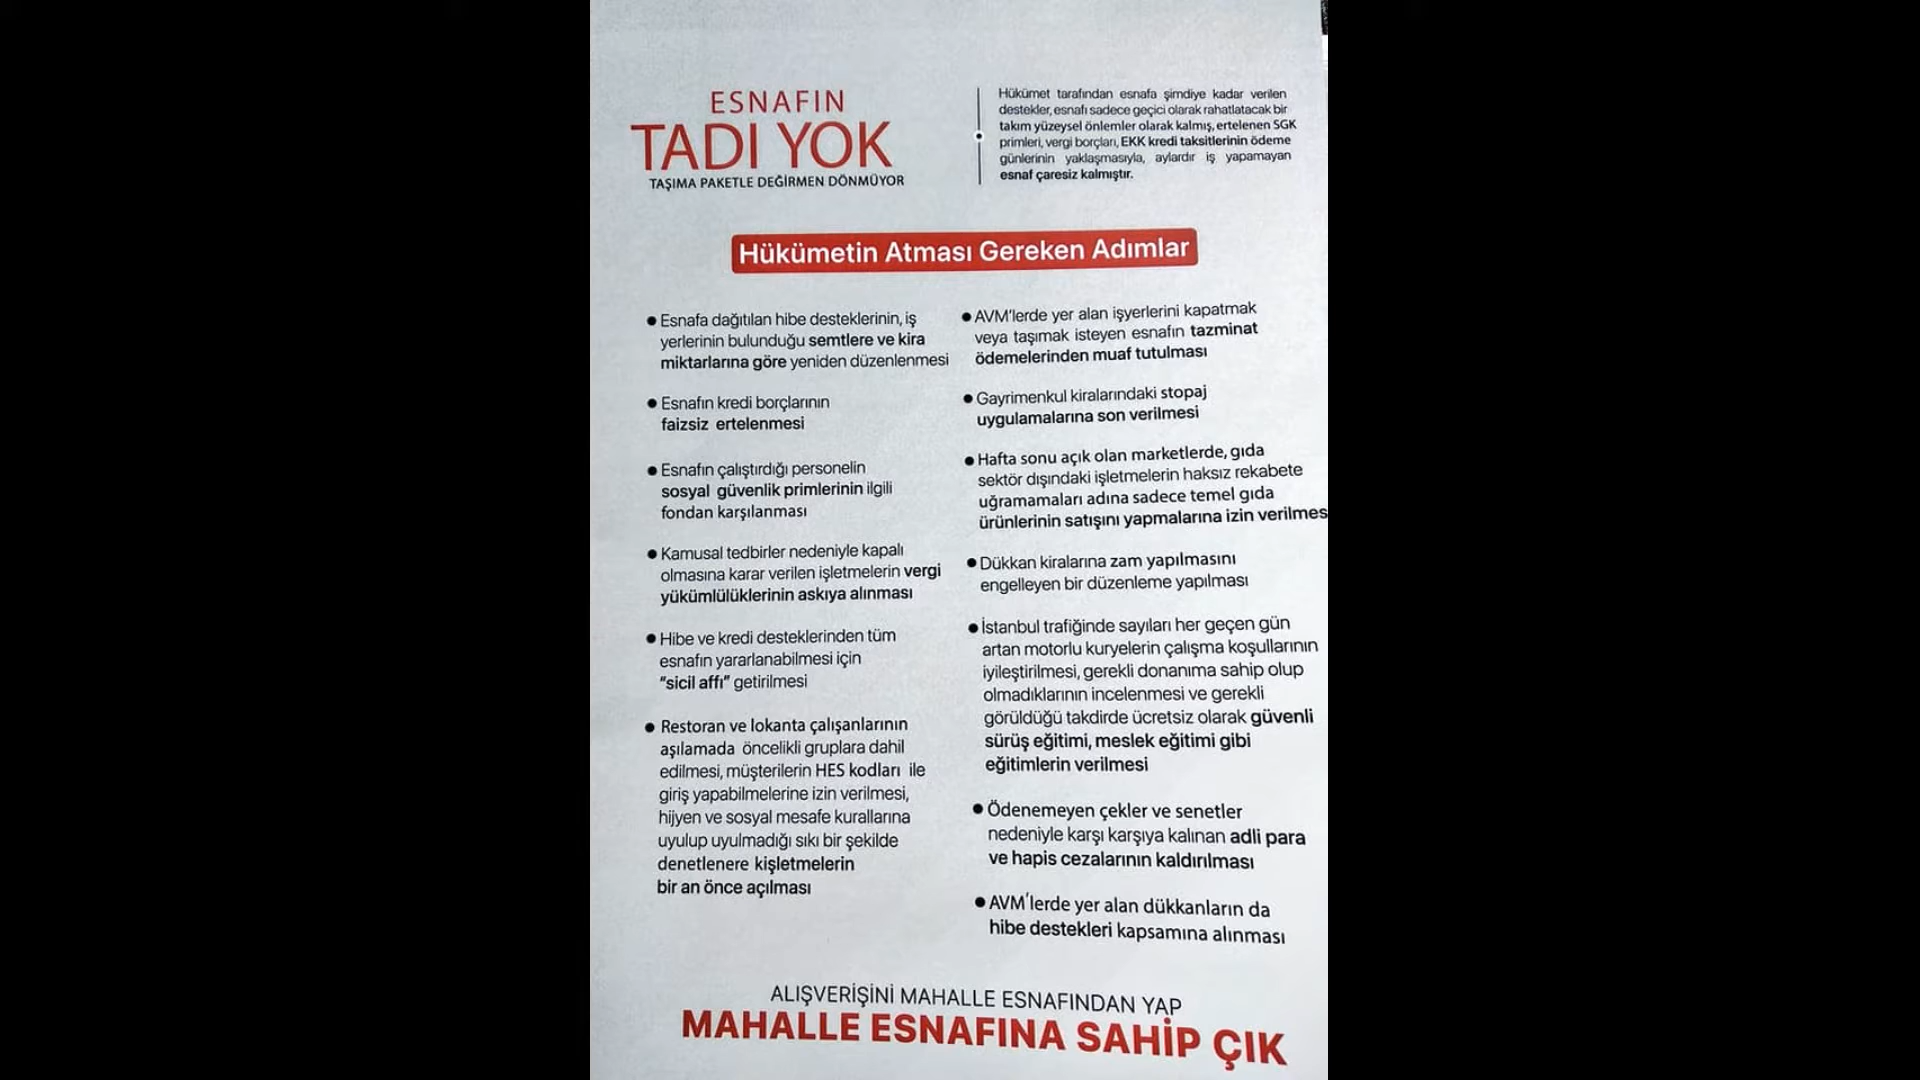 ESNAFIN
TADI YOK
TAŞIMA PAKETLE DEĞİRMEN DÖNMÜYOR
Hükümet tarafından esnafa şimdiye kadar verilen
destekler, esnafı sadece geçici olarak rahatlatacak bir
takım yüzeysel önlemler olarak kalmış, ertelenen SGK
primleri, vergi borçları, EKK kredi taksitlerinin ödeme
günlerinin yaklaşmasıyla, aylardır iş yapamayan
esnaf çaresiz kalmıştır.
Hükümetin Atması Gereken Adımlar
● Esnafa dağıtılan hibe desteklerinin, iş
yerlerinin bulunduğu semtlere ve kira
miktarlarına göre yeniden düzenlenmesi
● Esnafın kredi borçlarının
faizsiz ertelenmesi
● Esnafın çalıştırdığı personelin
sosyal güvenlik primlerinin ilgili
fondan karşılanması
● Kamusal tedbirler nedeniyle kapalı
olmasına karar verilen işletmelerin vergi
yükümlülüklerinin askıya alınması
● Hibe ve kredi desteklerinden tüm
esnafın yararlanabilmesi için
“sicil affı” getirilmesi
● Restoran ve lokanta çalışanlarının
aşılamada öncelikli gruplara dahil
edilmesi, müşterilerin HES kodları ile
giriş yapabilmelerine izin verilmesi,
hijyen ve sosyal mesafe kurallarına
uyulup uyulmadığı sıkı bir şekilde
denetlenere kişletmelerin
bir an önce açılması
● AVM'lerde yer alan işyerlerini kapatmak
veya taşımak isteyen esnafın tazminat
ödemelerinden muaf tutulması
● Gayrimenkul kiralarındaki stopaj
uygulamalarına son verilmesi
● Hafta sonu açık olan marketlerde, gıda
sektör dışındaki işletmelerin haksız rekabete
uğramamaları adına sadece temel gıda
ürünlerinin satışını yapmalarına izin verilmes
● Dükkan kiralarına zam yapılmasını
engelleyen bir düzenleme yapılması
● İstanbul trafiğinde sayıları her geçen gün
artan motorlu kuryelerin çalışma koşullarının
iyileştirilmesi, gerekli donanıma sahip olup
olmadıklarının incelenmesi ve gerekli
görüldüğü takdirde ücretsiz olarak güvenli
sürüş eğitimi, meslek eğitimi gibi
eğitimlerin verilmesi
● Ödenemeyen çekler ve senetler
nedeniyle karşı karşıya kalınan adli para
ve hapis cezalarının kaldırılması
● AVM'lerde yer alan dükkanların da
hibe destekleri kapsamına alınması
ALIŞVERİŞİNİ MAHALLE ESNAFINDAN YAP
MAHALLE ESNAFINA SAHİP ÇIK